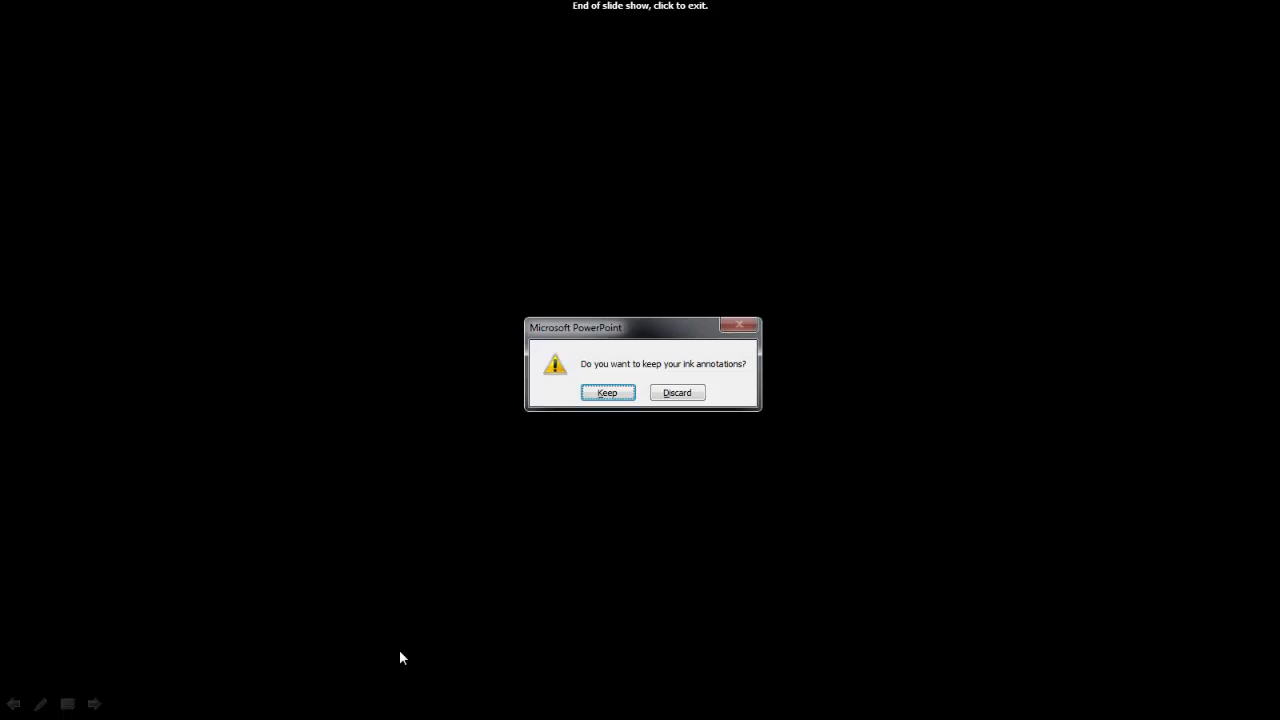 End of slide show, click to exit.
Microsoft PowerPoint
Do you want to keep your ink annotations?
Keep
Discard